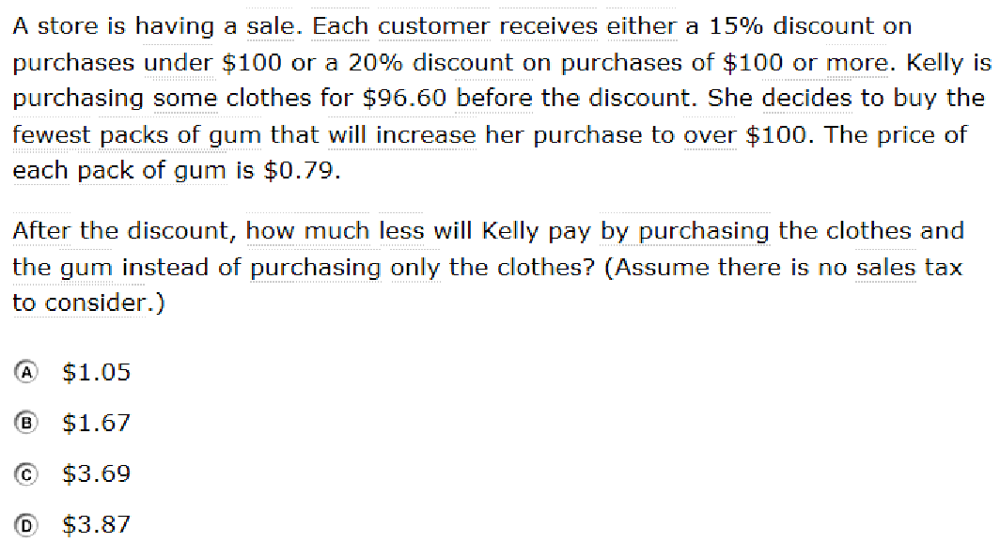 A store is having a sale. Each customer receives either a 15% discount on
purchases under $100 or a 20% discount on purchases of $100 or more. Kelly is
purchasing some clothes for $96.60 before the discount. She decides to buy the
fewest packs of gum that will increase her purchase to over $100. The price of
each pack of gum is $0.79.
After the discount, how much less will Kelly pay by purchasing the clothes and
the gum instead of purchasing only the clothes? (Assume there is no sales tax
to consider.)
A $1.05
B $1.67
C $3.69
D $3.87